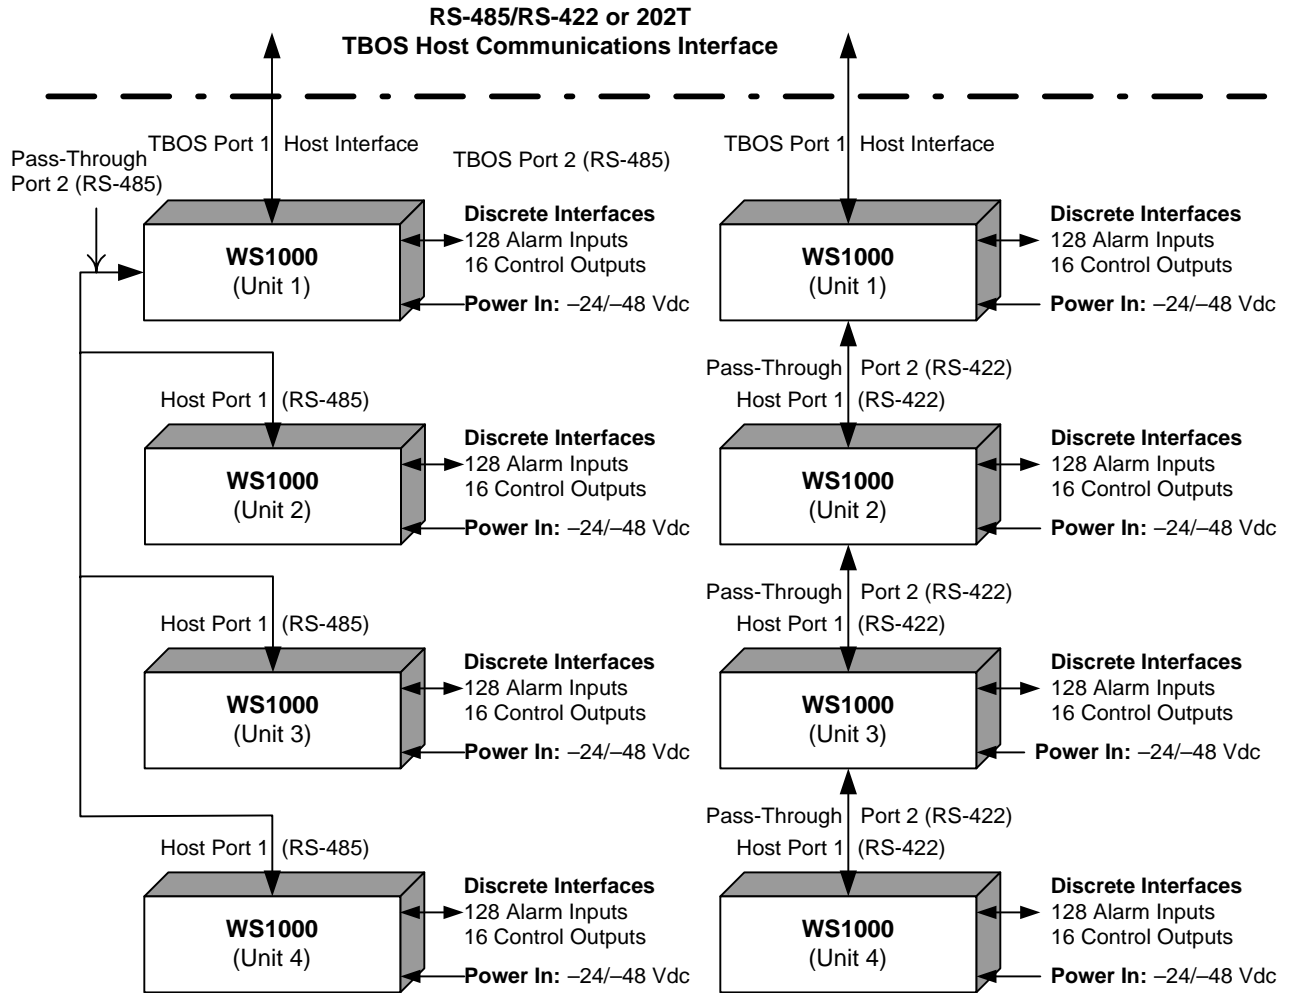 RS-485/RS-422 or 202T
TBOS Host Communications Interface
TBOS Port 1 Host Interface
TBOS Port 2 (RS-485)
Pass-Through
Port 2 (RS-485)
WS1000
(Unit 1)
Discrete Interfaces
128 Alarm Inputs
16 Control Outputs
Power In: –24/–48 Vdc
Host Port 1 (RS-485)
WS1000
(Unit 2)
Discrete Interfaces
128 Alarm Inputs
16 Control Outputs
Power In: –24/–48 Vdc
Host Port 1 (RS-485)
WS1000
(Unit 3)
Discrete Interfaces
128 Alarm Inputs
16 Control Outputs
Power In: –24/–48 Vdc
Host Port 1 (RS-485)
WS1000
(Unit 4)
Discrete Interfaces
128 Alarm Inputs
16 Control Outputs
Power In: –24/–48 Vdc
TBOS Port 1 Host Interface
WS1000
(Unit 1)
Discrete Interfaces
128 Alarm Inputs
16 Control Outputs
Power In: –24/–48 Vdc
Pass-Through Port 2 (RS-422)
Host Port 1 (RS-422)
WS1000
(Unit 2)
Discrete Interfaces
128 Alarm Inputs
16 Control Outputs
Power In: –24/–48 Vdc
Pass-Through Port 2 (RS-422)
Host Port 1 (RS-422)
WS1000
(Unit 3)
Discrete Interfaces
128 Alarm Inputs
16 Control Outputs
Power In: –24/–48 Vdc
Pass-Through Port 2 (RS-422)
Host Port 1 (RS-422)
WS1000
(Unit 4)
Discrete Interfaces
128 Alarm Inputs
16 Control Outputs
Power In: –24/–48 Vdc